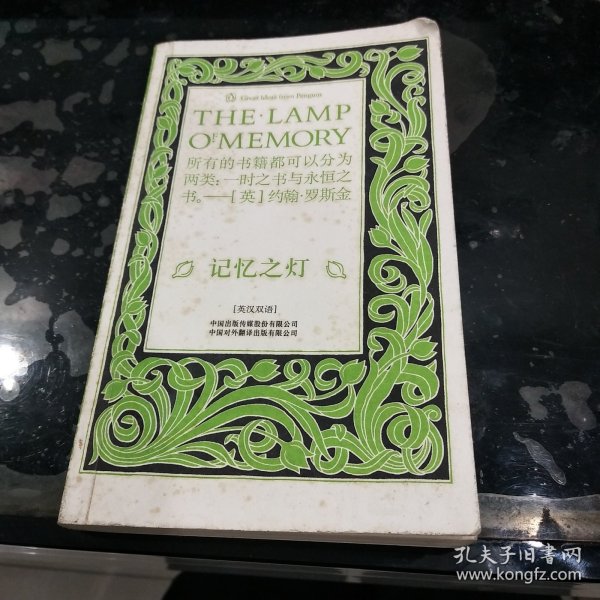 Great Ideas from Penguin
THE·LAMP
OF MEMORY
所有的书籍都可以分为
两类：一时之书与永恒之
书。——［英］约翰·罗斯金
记忆之灯
［英汉双语］
中国出版传媒股份有限公司
中国对外翻译出版有限公司
孔夫子旧书网
www.kongfz.com